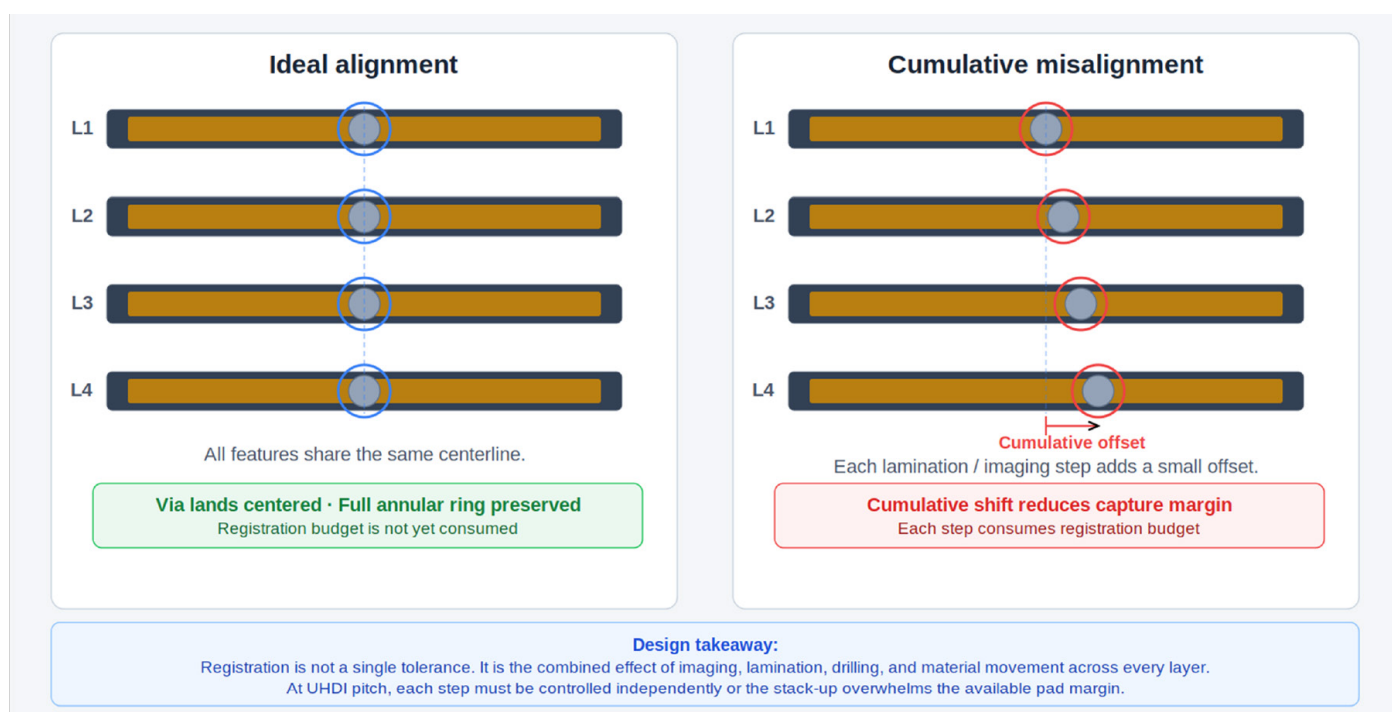 Ideal alignment
L1
L2
L3
L4
All features share the same centerline.
Via lands centered · Full annular ring preserved
Registration budget is not yet consumed
Cumulative misalignment
L1
L2
L3
L4
Cumulative offset
Each lamination / imaging step adds a small offset.
Cumulative shift reduces capture margin
Each step consumes registration budget
Design takeaway:
Registration is not a single tolerance. It is the combined effect of imaging, lamination, drilling, and material movement across every layer.
At UHDI pitch, each step must be controlled independently or the stack-up overwhelms the available pad margin.